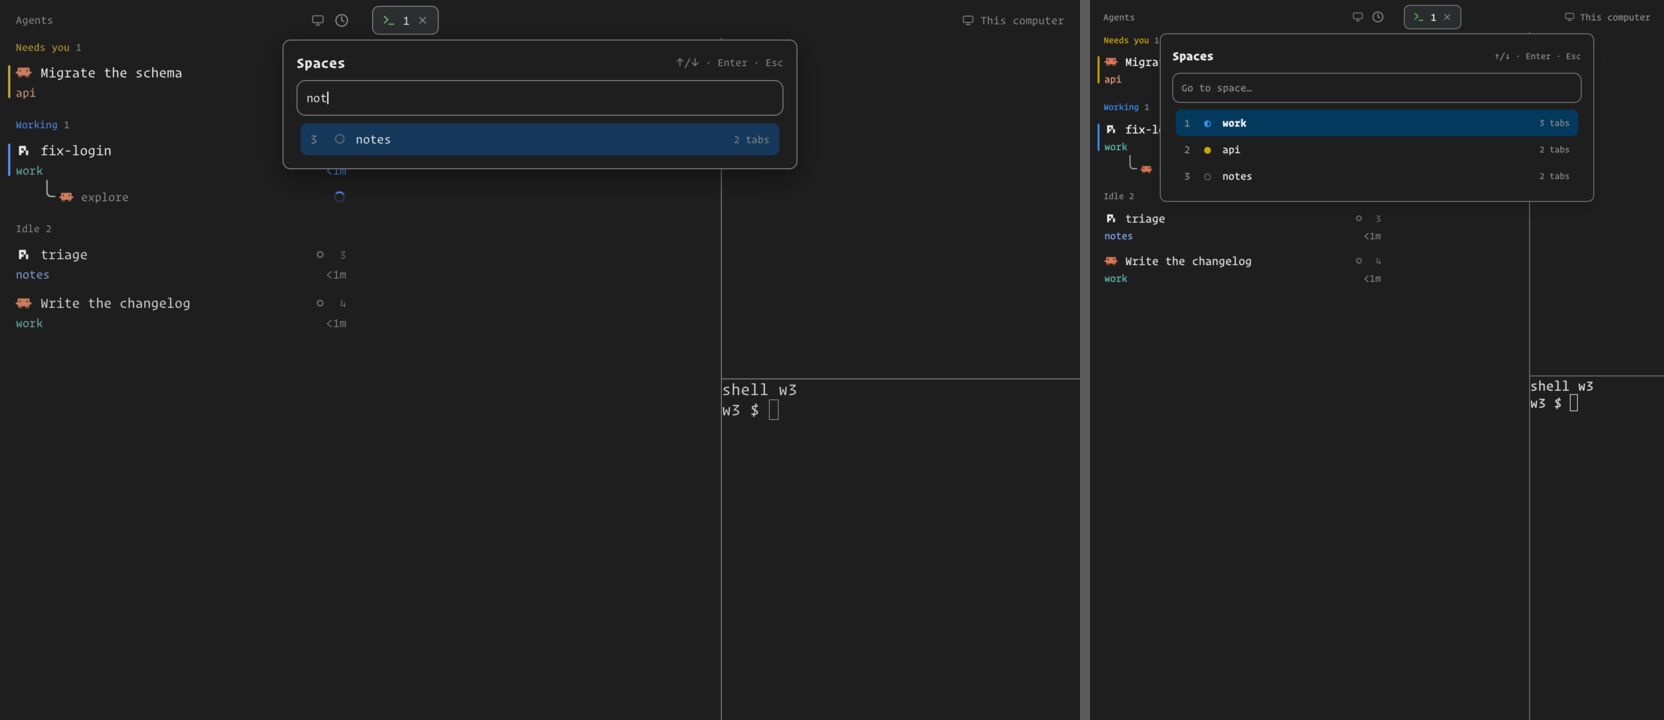 Agents
>_ 1 ×
This computer
Needs you 1
Migrate the schema
api
Working 1
fix-login
work
<1m
explore
Idle 2
triage
3
notes
<1m
Write the changelog
4
work
<1m
Spaces
↑/↓ · Enter · Esc
not
3 notes 2 tabs
shell w3
w3 $
Agents
>_ 1 ×
This computer
Needs you 1
Migra
api
Working 1
fix-l
work
Idle 2
triage
3
notes
<1m
Write the changelog
4
work
<1m
Spaces
↑/↓ · Enter · Esc
Go to space…
1 work 3 tabs
2 api 2 tabs
3 notes 2 tabs
shell w3
w3 $